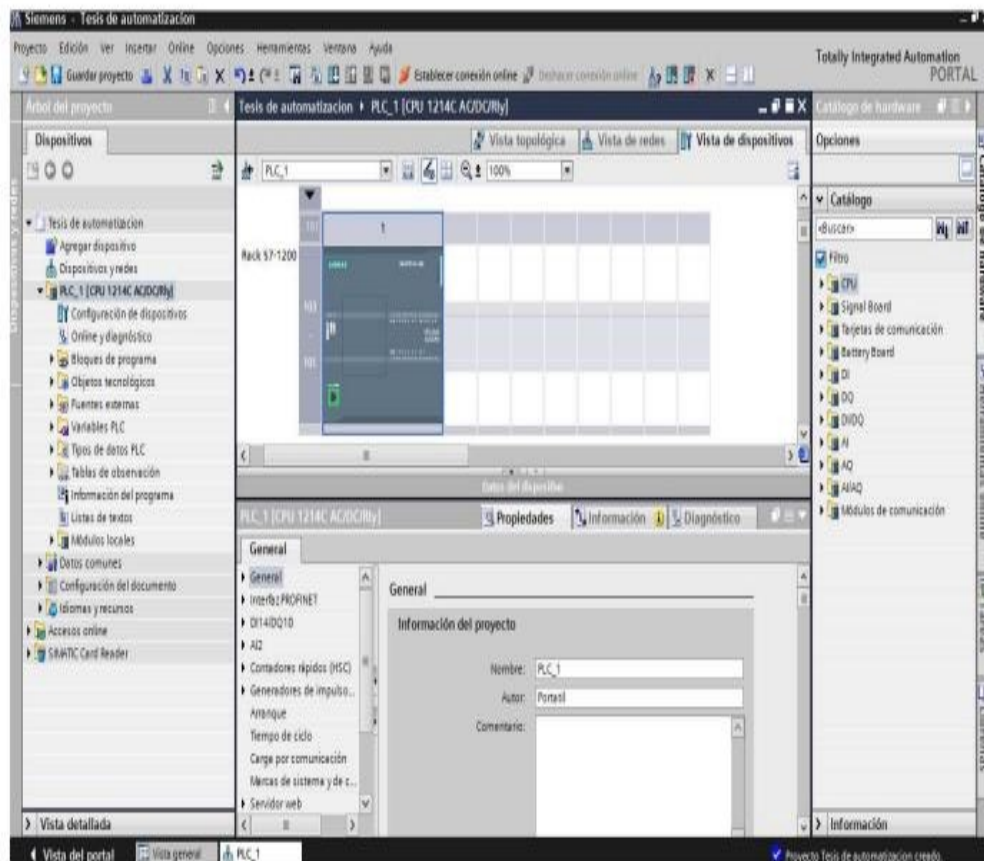 Siemens - Tesis de automatizacion
Proyecto Edición Ver Insertar Online Opciones Herramientas Ventana Ayuda
Totally Integrated Automation
PORTAL
Guardar proyecto
Establecer conexión online
Deshacer conexión online
Árbol del proyecto
Dispositivos
Tesis de automatizacion
Agregar dispositivo
Dispositivos y redes
PLC_1 [CPU 1214C AC/DC/Rly]
Configuración de dispositivos
Online y diagnóstico
Bloques de programa
Objetos tecnológicos
Fuentes externas
Variables PLC
Tipos de datos PLC
Tablas de observación
Información del programa
Listas de textos
Módulos locales
Datos comunes
Configuración del documento
Idiomas y recursos
Accesos online
SIMATIC Card Reader
Vista detallada
Tesis de automatizacion PLC_1 [CPU 1214C AC/DC/Rly]
Vista topológica
Vista de redes
Vista de dispositivos
PLC_1
100%
1
Rack S7-1200
Datos del dispositivo
PLC_1 [CPU 1214C AC/DC/Rly]
Propiedades
Información
Diagnóstico
General
General
Interfaz PROFINET
DI14/DQ10
AI2
Contadores rápidos (HSC)
Generadores de impulso...
Arranque
Tiempo de ciclo
Carga por comunicación
Marcas de sistema y de c...
Servidor web
General
Información del proyecto
Nombre: PLC_1
Autor: Portatil
Comentario:
Catálogo de hardware
Opciones
Catálogo
<Buscar>
Filtro
CPU
Signal Board
Tarjetas de comunicación
Battery Board
DI
DQ
DI/DQ
AI
AQ
AI/AQ
Módulos de comunicación
Información
Catálogo de hardware
Vista del portal
Vista general
PLC_1
Proyecto Tesis de automatizacion creado.